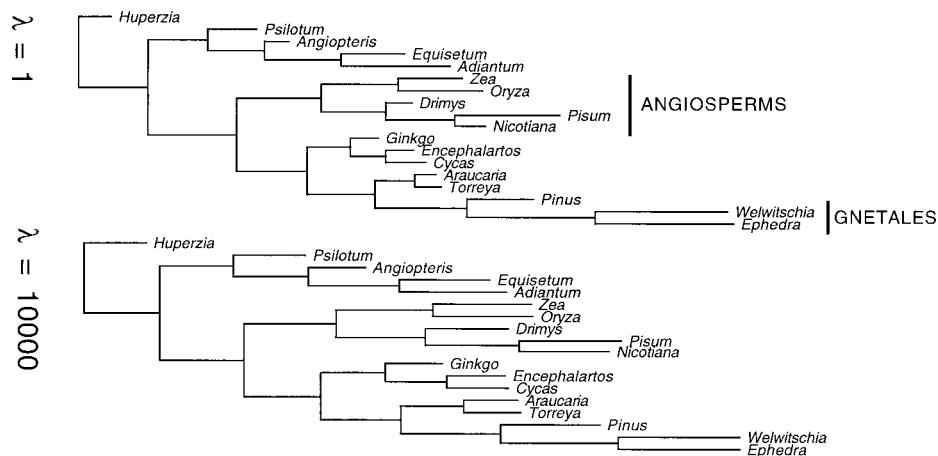 λ = 1
Huperzia
Psilotum
Angiopteris
Equisetum
Adiantum
Zea
Oryza
Drimys
Pisum
Nicotiana
ANGIOSPERMS
Ginkgo
Encephalartos
Cycas
Araucaria
Torreya
Pinus
Welwitschia
Ephedra
GNETALES
λ = 10000
Huperzia
Psilotum
Angiopteris
Equisetum
Adiantum
Zea
Oryza
Drimys
Pisum
Nicotiana
Ginkgo
Encephalartos
Cycas
Araucaria
Torreya
Pinus
Welwitschia
Ephedra